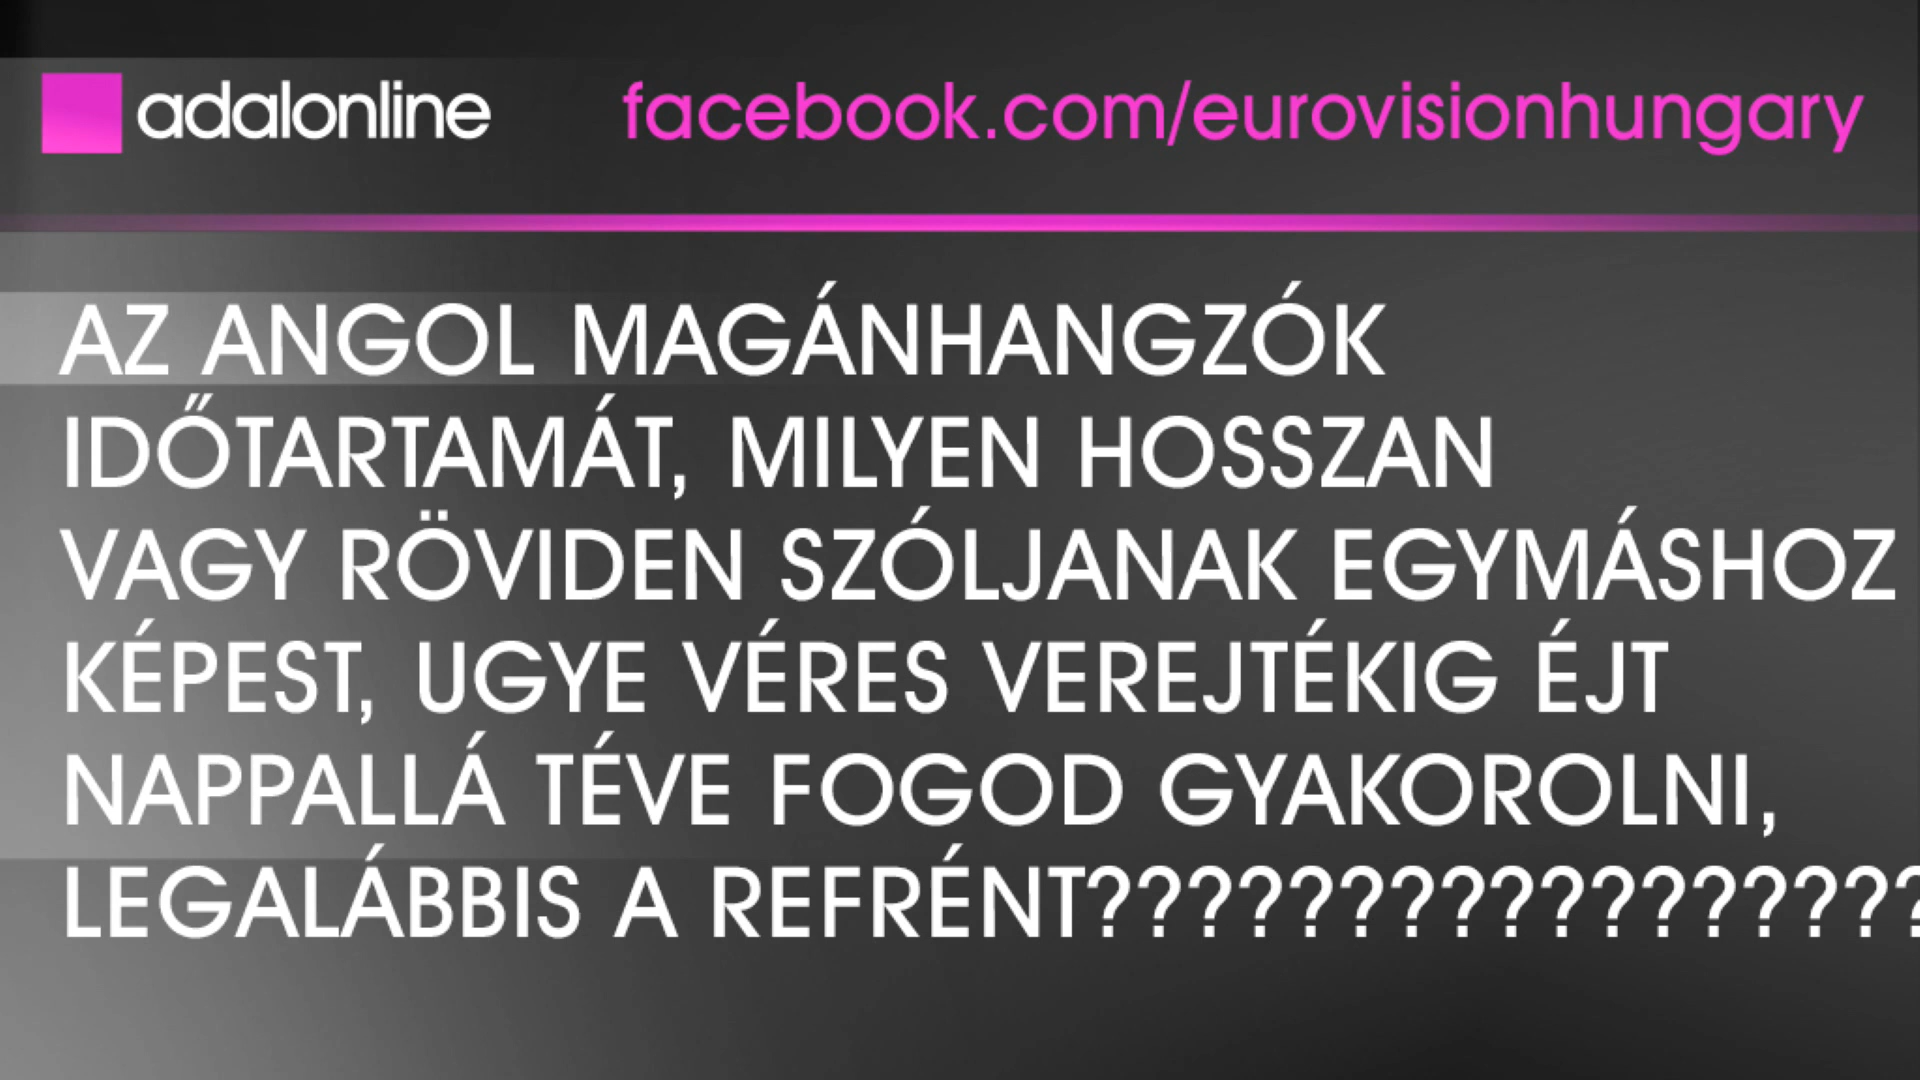 adalonline facebook.com/eurovisionhungary
AZ ANGOL MAGÁNHANGZÓK
IDŐTARTAMÁT, MILYEN HOSSZAN
VAGY RÖVIDEN SZÓLJANAK EGYMÁSHOZ
KÉPEST, UGYE VÉRES VEREJTÉKIG ÉJT
NAPPALLÁ TÉVE FOGOD GYAKOROLNI,
LEGALÁBBIS A REFRÉNT?????????????????